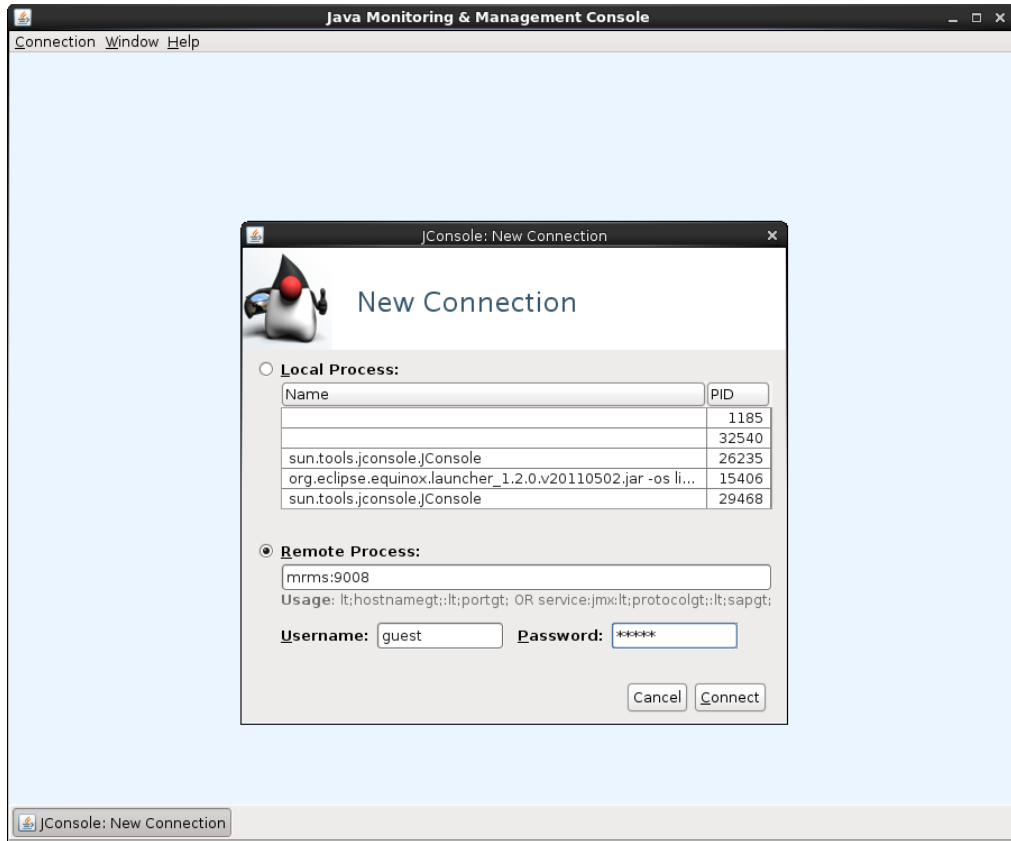 Java Monitoring & Management Console
Connection Window Help
JConsole: New Connection
New Connection
Local Process:
Name PID
1185
32540
sun.tools.jconsole.JConsole 26235
org.eclipse.equinox.launcher_1.2.0.v20110502.jar -os li... 15406
sun.tools.jconsole.JConsole 29468
Remote Process:
mrms:9008
Usage: lt;hostnamegt;:lt;portgt; OR service:jmx:lt;protocolgt;:lt;sapgt;
Username: guest Password: *****
Cancel Connect
JConsole: New Connection